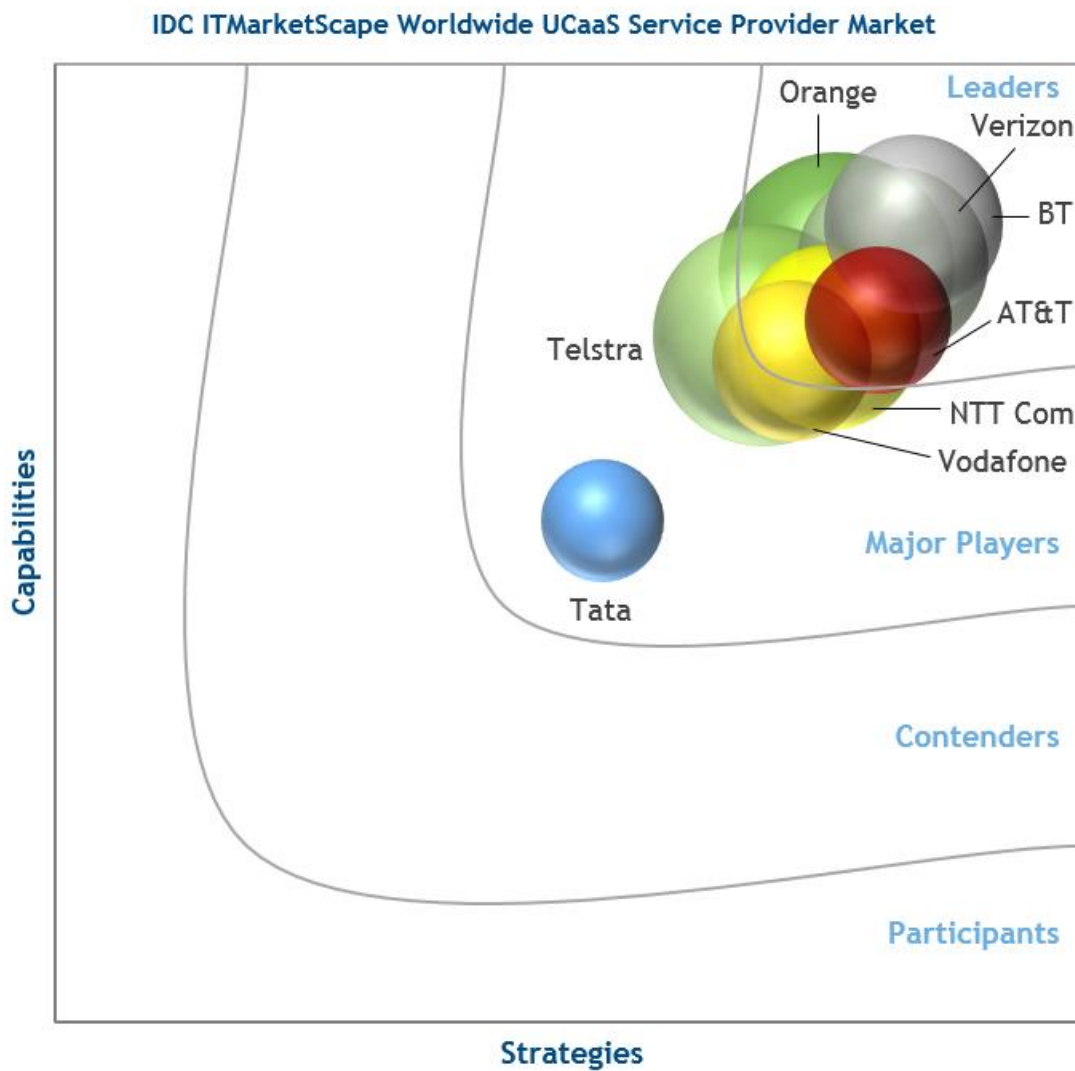 IDC ITMarketScape Worldwide UCaaS Service Provider Market
Leaders
Orange
Verizon
BT
AT&T
Telstra
NTT Com
Vodafone
Major Players
Tata
Contenders
Participants
Capabilities
Strategies